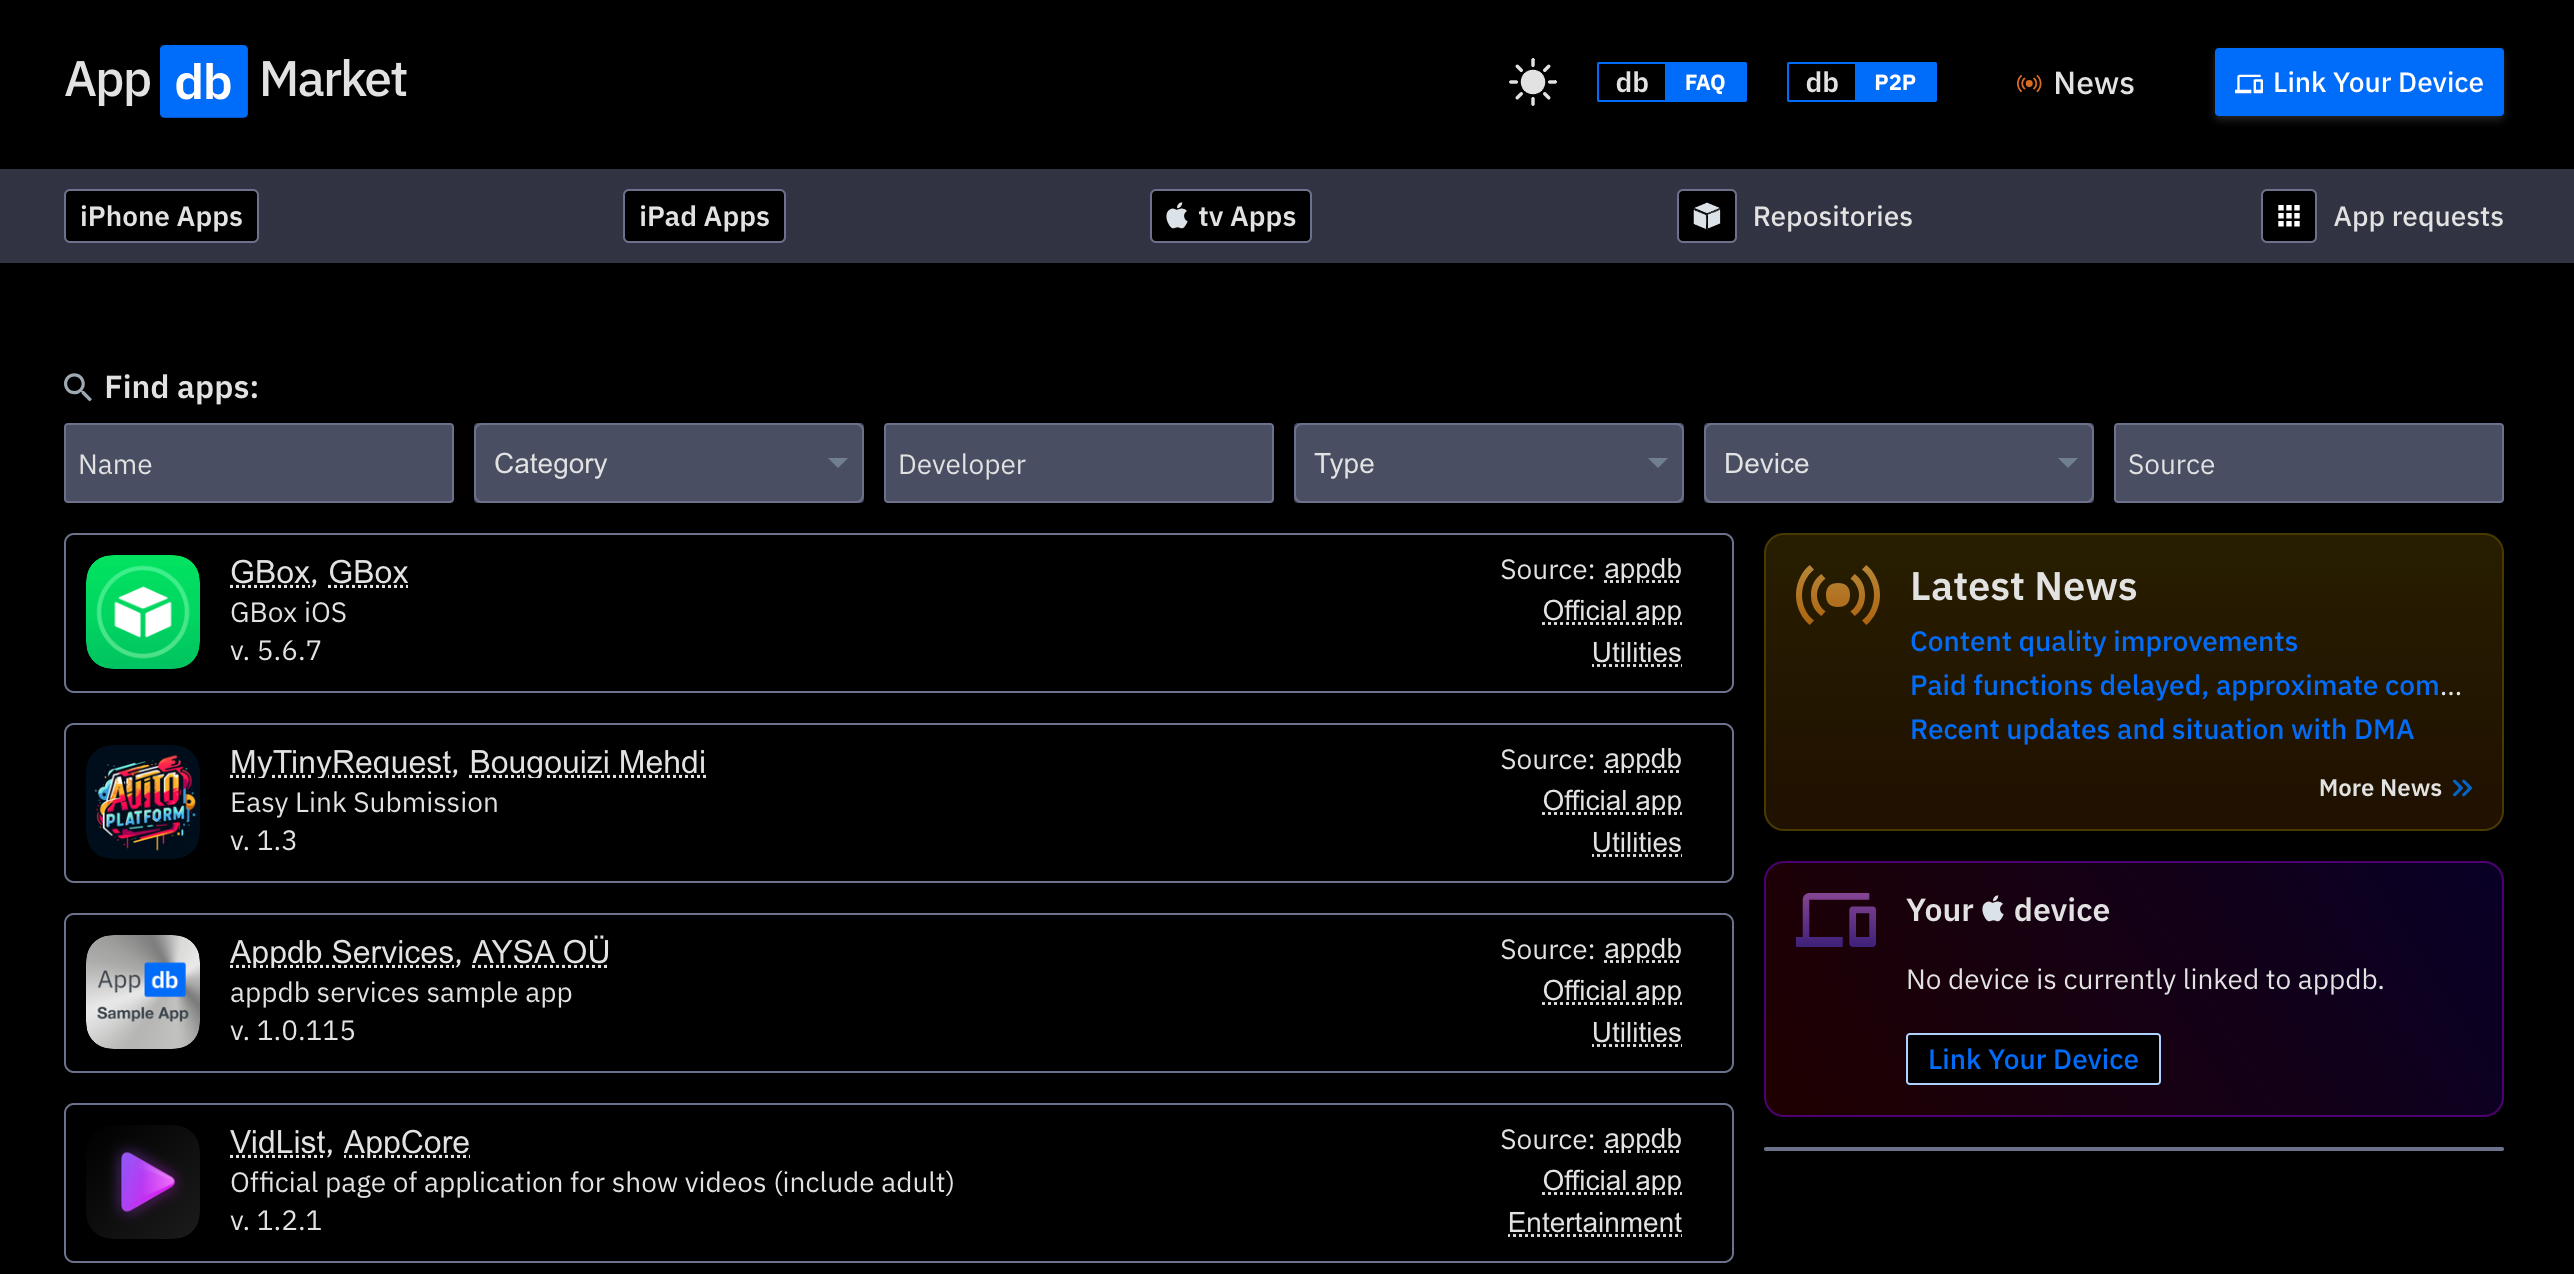 App db Market
db FAQ
db P2P
News
Link Your Device
iPhone Apps
iPad Apps
tv Apps
Repositories
App requests
Find apps:
Name
Category
Developer
Type
Device
Source
GBox, GBox
GBox iOS
v. 5.6.7
Source: appdb
Official app
Utilities
AUTO
PLATFORM
MyTinyRequest, Bougouizi Mehdi
Easy Link Submission
v. 1.3
Source: appdb
Official app
Utilities
App db
Sample App
Appdb Services, AYSA OÜ
appdb services sample app
v. 1.0.115
Source: appdb
Official app
Utilities
VidList, AppCore
Official page of application for show videos (include adult)
v. 1.2.1
Source: appdb
Official app
Entertainment
Latest News
Content quality improvements
Paid functions delayed, approximate com...
Recent updates and situation with DMA
More News
Your device
No device is currently linked to appdb.
Link Your Device